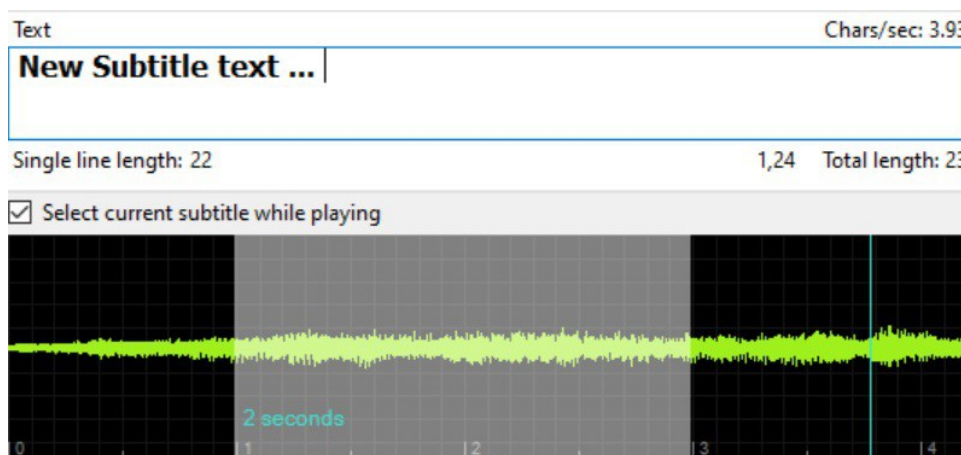 Text Chars/sec: 3.93
New Subtitle text ...
Single line length: 22 1,24 Total length: 23
Select current subtitle while playing
2 seconds
0 1 2 3 4